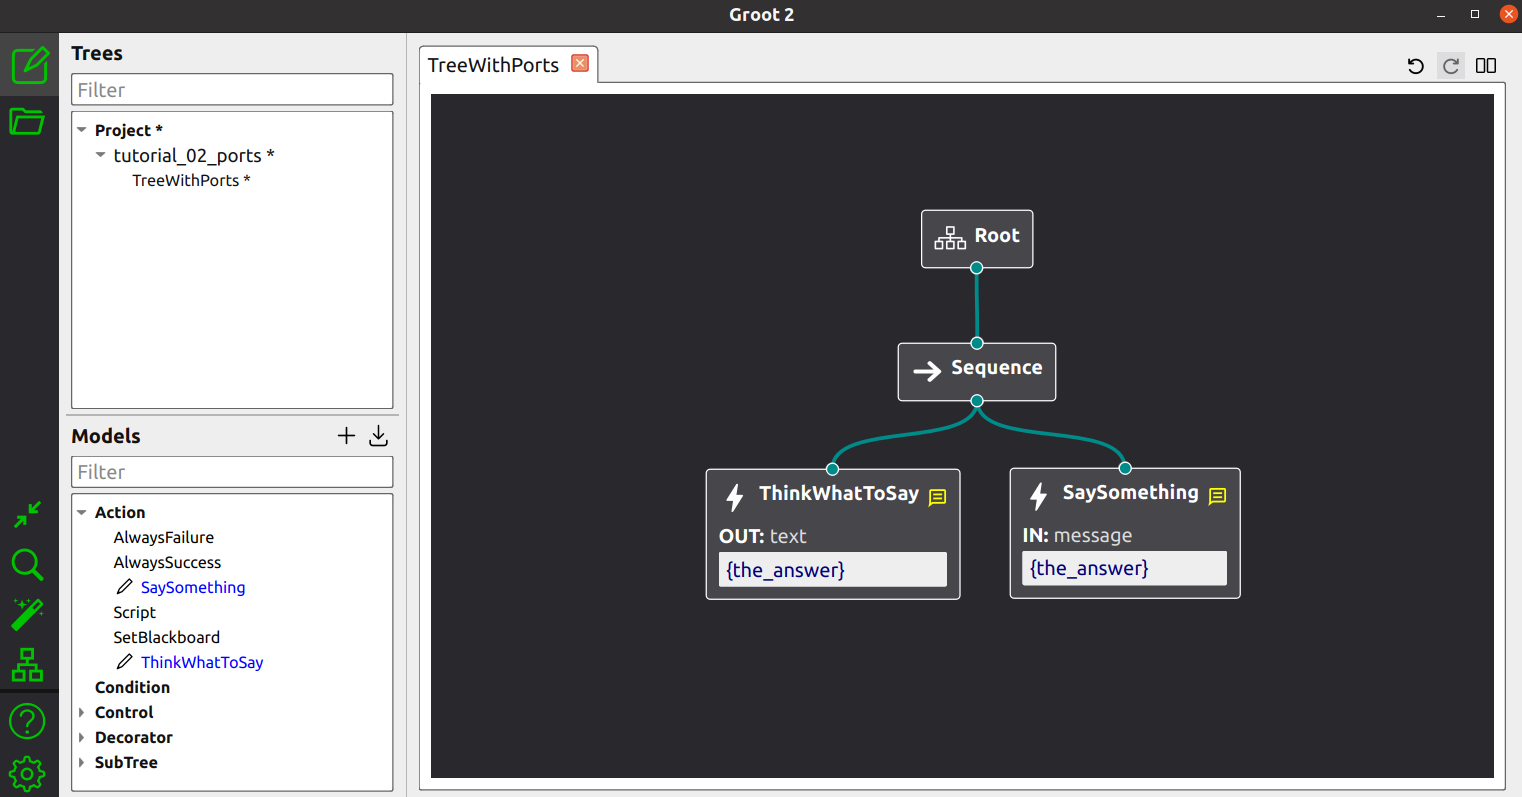 Groot 2
Trees
Filter
Project *
tutorial_02_ports *
TreeWithPorts *
Models
Filter
Action
AlwaysFailure
AlwaysSuccess
SaySomething
Script
SetBlackboard
ThinkWhatToSay
Condition
Control
Decorator
SubTree
TreeWithPorts
Root
Sequence
ThinkWhatToSay
OUT: text
{the_answer}
SaySomething
IN: message
{the_answer}